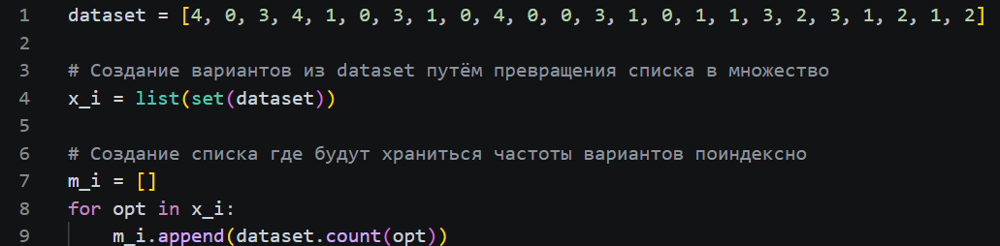 1 dataset = [4, 0, 3, 4, 1, 0, 3, 1, 0, 4, 0, 0, 3, 1, 0, 1, 1, 3, 2, 3, 1, 2, 1, 2]
2
3 # Создание вариантов из dataset путём превращения списка в множество
4 x_i = list(set(dataset))
5
6 # Создание списка где будут храниться частоты вариантов поиндексно
7 m_i = []
8 for opt in x_i:
9 m_i.append(dataset.count(opt))